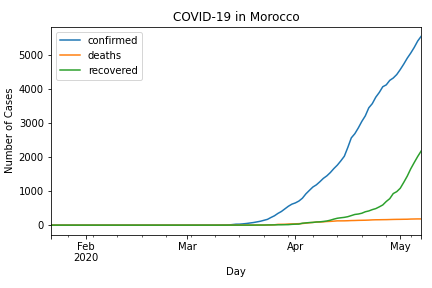 COVID-19 in Morocco
confirmed
deaths
recovered
Number of Cases
5000
4000
3000
2000
1000
0
Feb
2020
Mar
Apr
May
Day